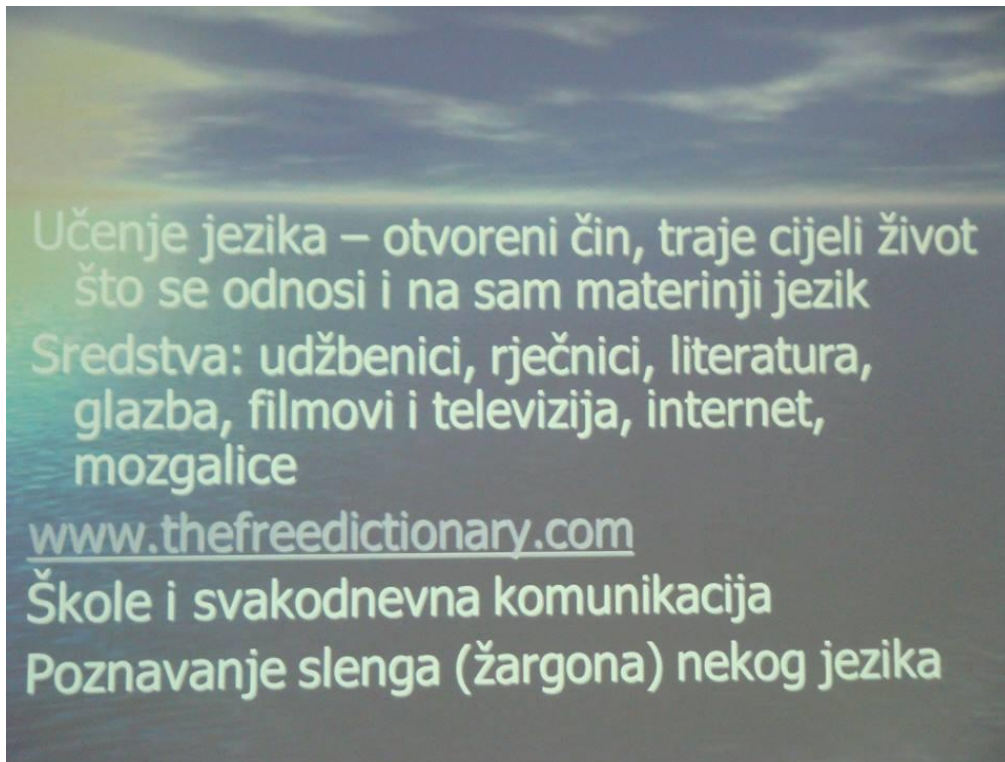 Učenje jezika – otvoreni čin, traje cijeli život
što se odnosi i na sam materinji jezik
Sredstva: udžbenici, rječnici, literatura,
glazba, filmovi i televizija, internet,
mozgalice
www.thefreedictionary.com
Škole i svakodnevna komunikacija
Poznavanje slenga (žargona) nekog jezika